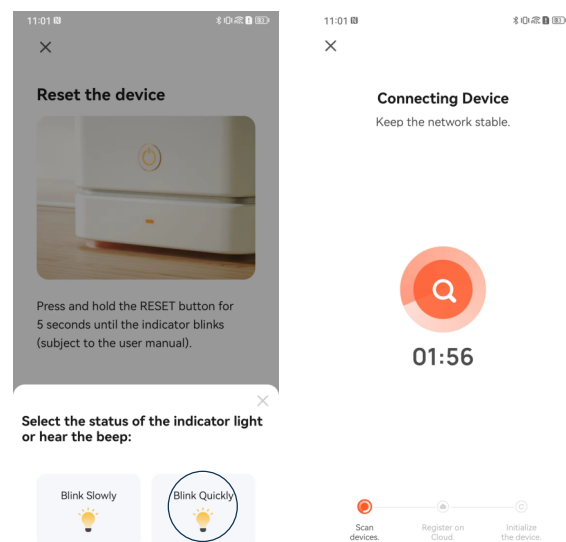 11:01
Reset the device
Press and hold the RESET button for
5 seconds until the indicator blinks
(subject to the user manual).
Select the status of the indicator light
or hear the beep:
Blink Slowly
Blink Quickly
11:01
Connecting Device
Keep the network stable.
01:56
Scan
devices.
Register on
Cloud.
Initialize
the device.